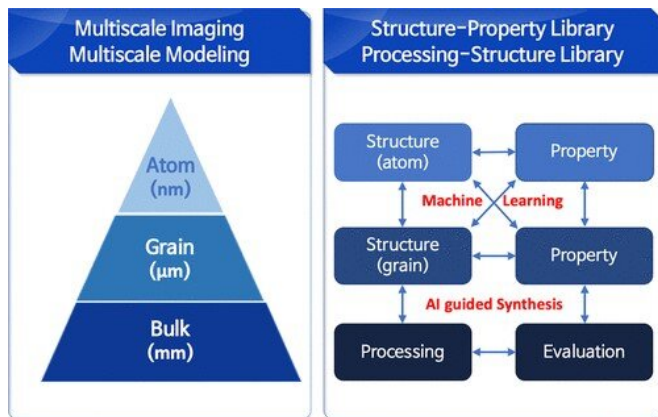 Multiscale Imaging
Multiscale Modeling
Atom
(nm)
Grain
(µm)
Bulk
(mm)
Structure-Property Library
Processing-Structure Library
Structure
(atom)
Property
Machine Learning
Structure
(grain)
Property
AI guided Synthesis
Processing
Evaluation